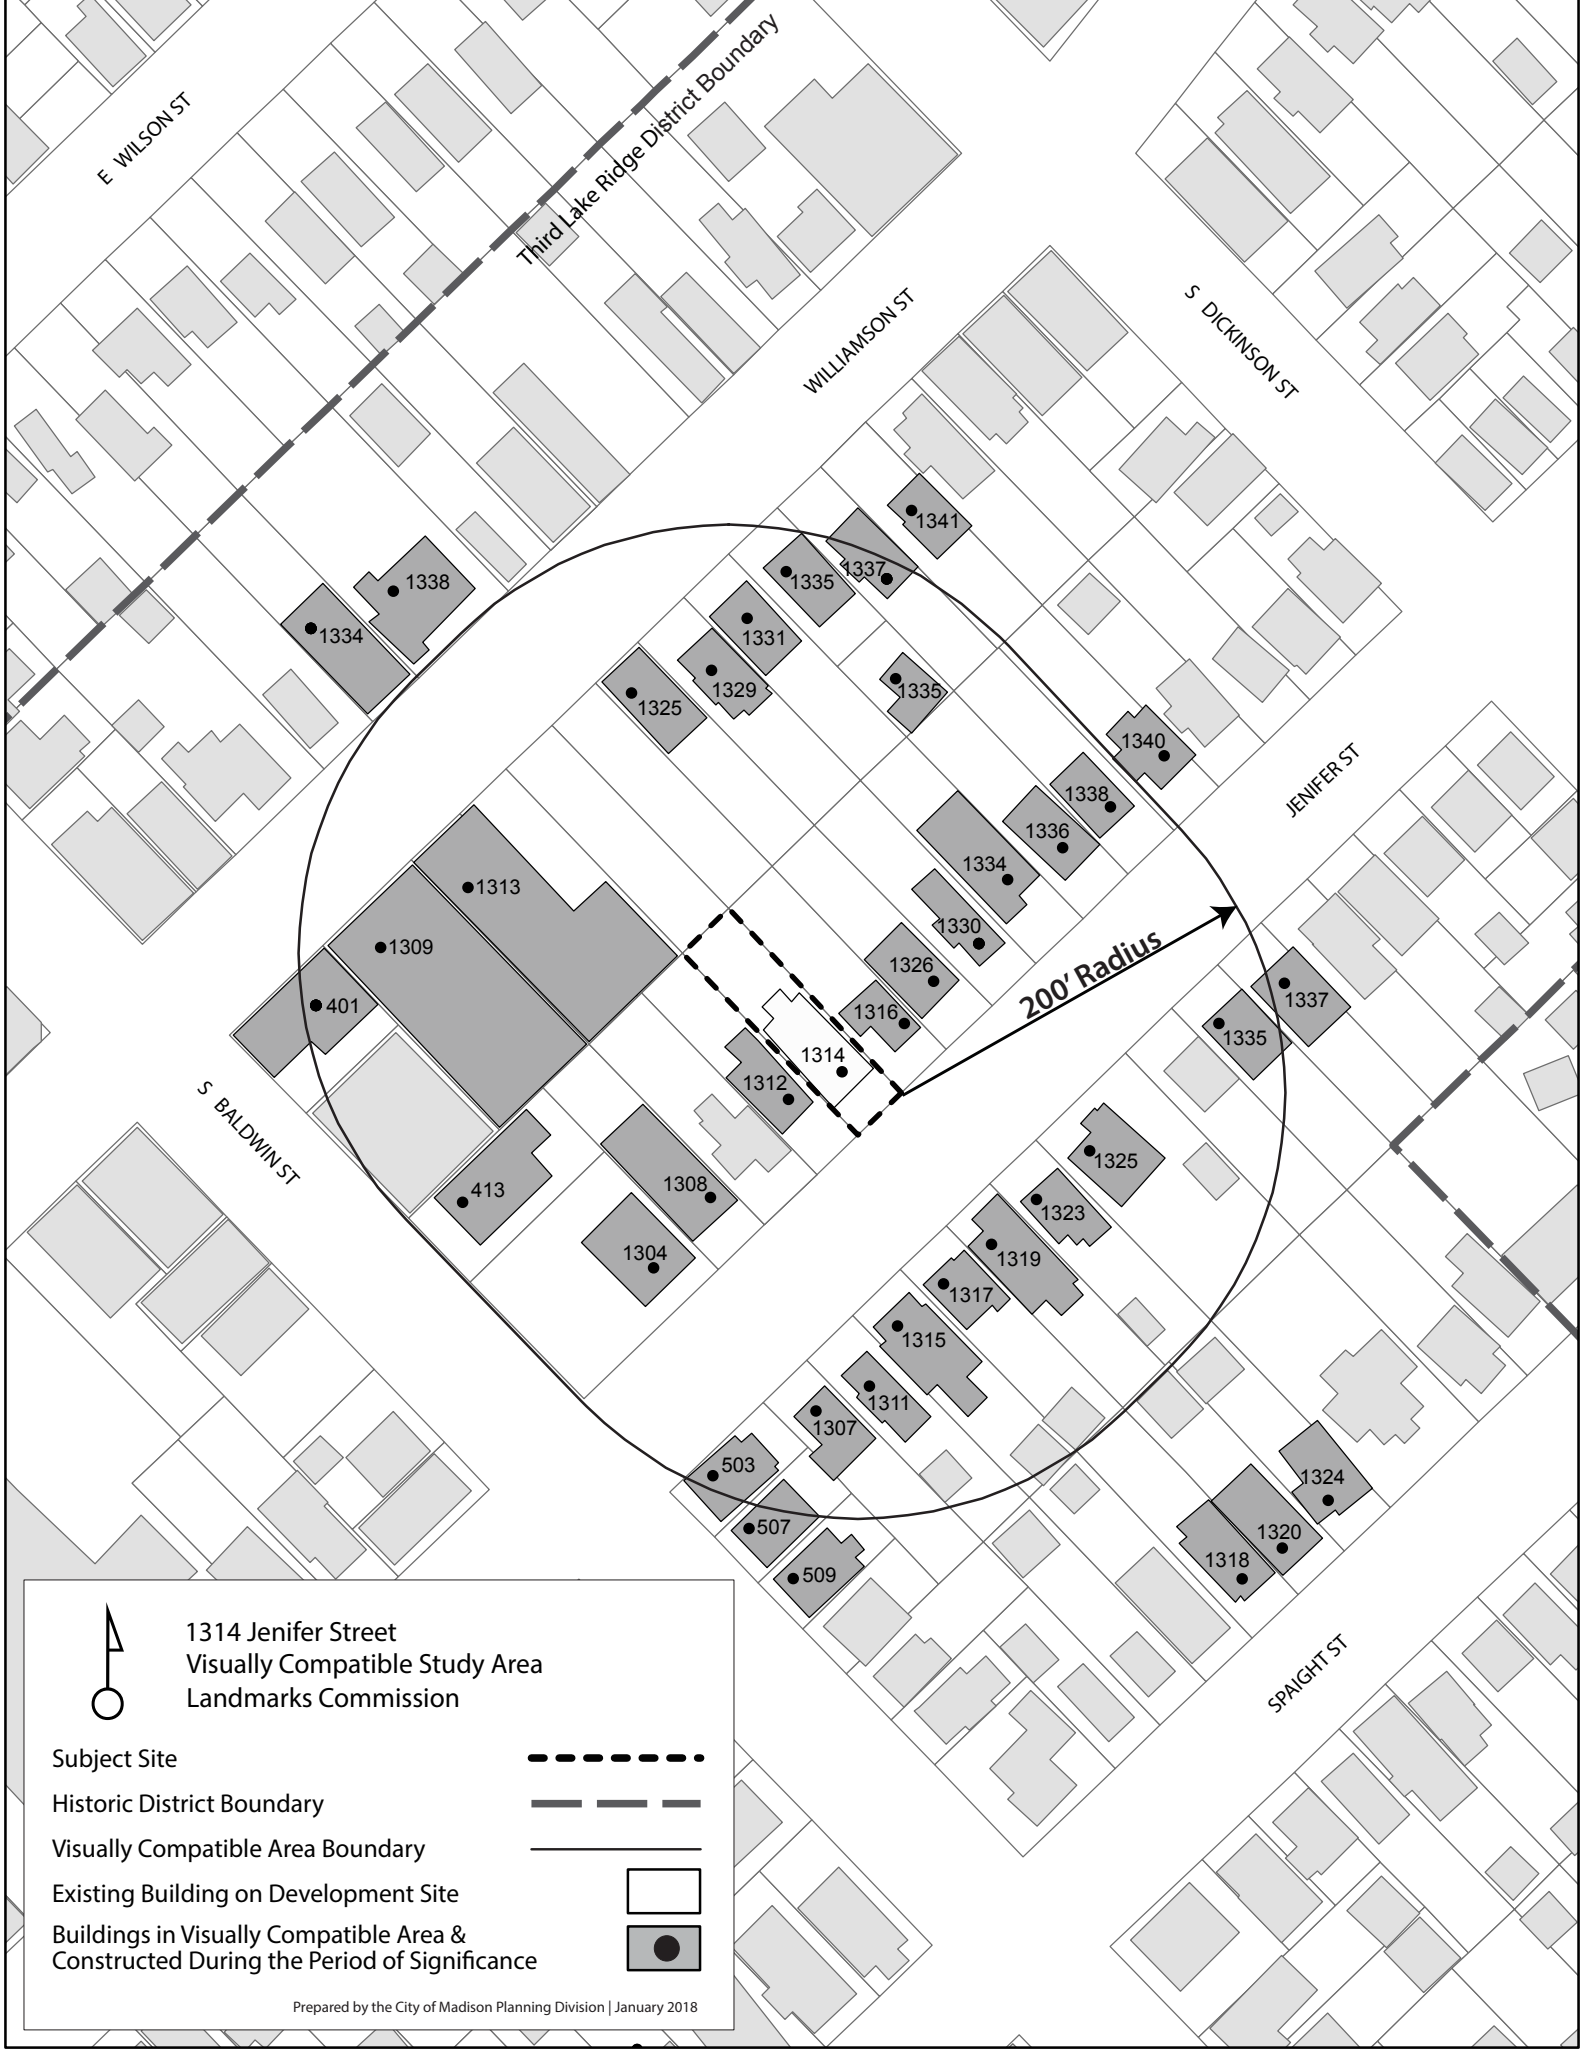 E WILSON ST
Third Lake Ridge District Boundary
WILLIAMSON ST
S DICKINSON ST
1341
1337
1335
1338
1331
1334
1329
1325
1335
1340
JENIFER ST
1338
1336
1334
1313
1330
1309
1326
200' Radius
1316
401
1337
1335
1314
1312
S BALDWIN ST
1325
413
1308
1323
1304
1319
1317
1315
1311
1307
503
507
509
1324
1320
1318
SPAIGHT ST
1314 Jenifer Street
Visually Compatible Study Area
Landmarks Commission
Subject Site
Historic District Boundary
Visually Compatible Area Boundary
Existing Building on Development Site
Buildings in Visually Compatible Area &
Constructed During the Period of Significance
Prepared by the City of Madison Planning Division | January 2018